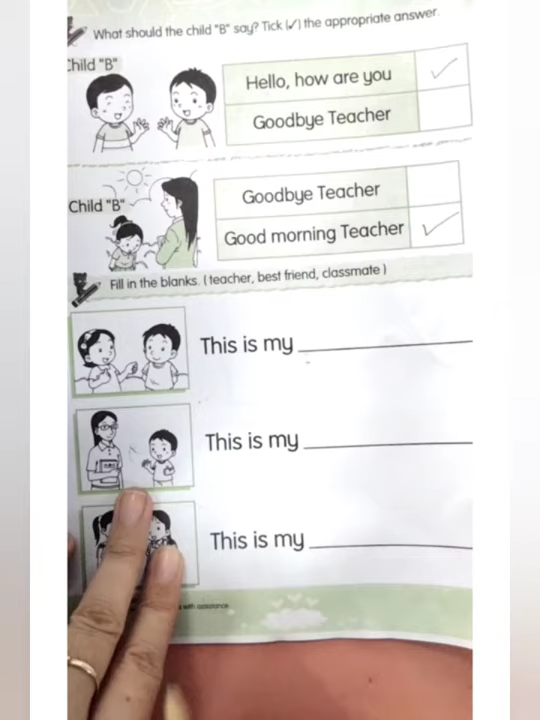 What should the child "B" say? Tick (✓) the appropriate answer.
Child "B"
Hello, how are you ✓
Goodbye Teacher
Child "B"
Goodbye Teacher
Good morning Teacher ✓
Fill in the blanks. ( teacher, best friend, classmate )
This is my
This is my
This is my
with assistance